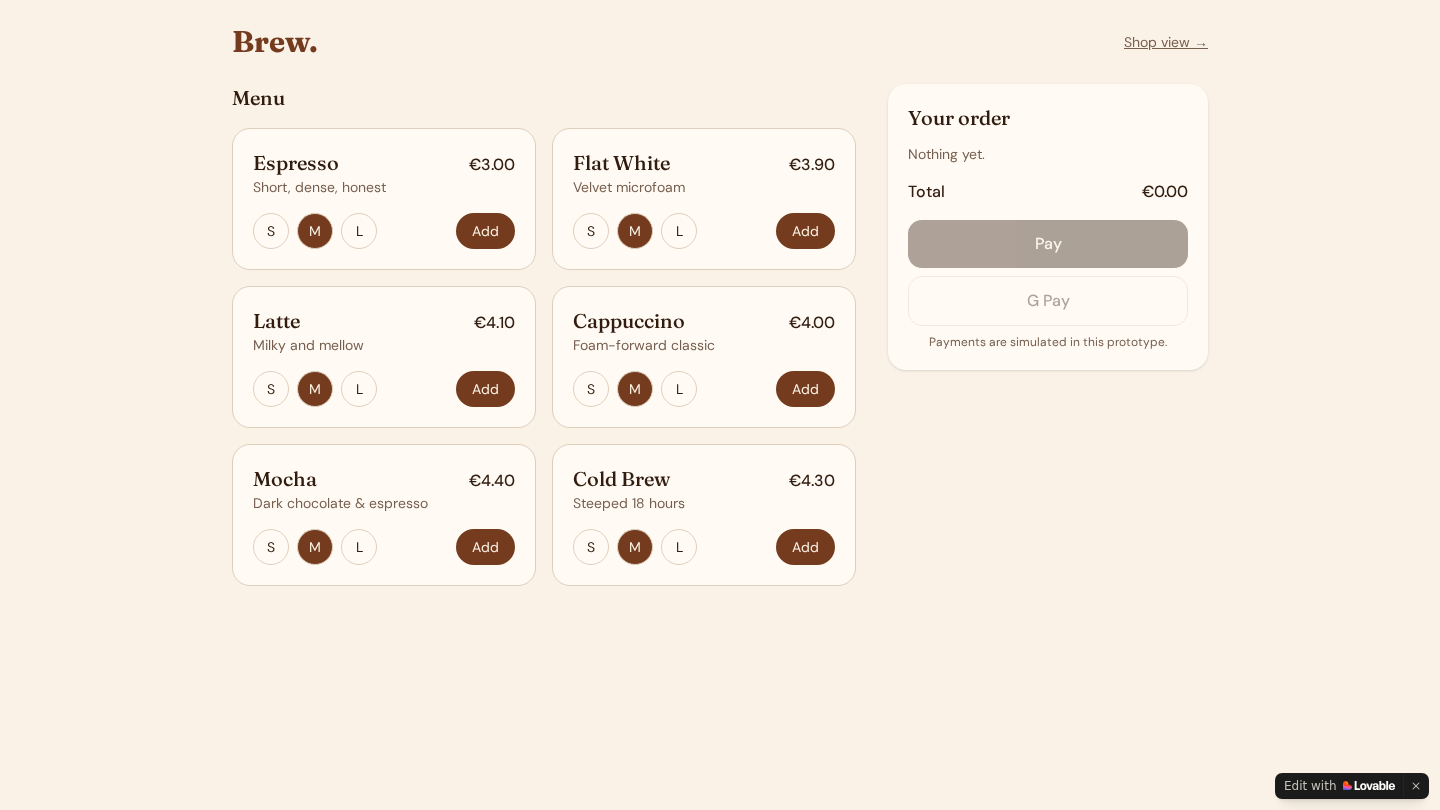 Brew.
Shop view →
Menu
Espresso €3.00
Short, dense, honest
S M L Add
Flat White €3.90
Velvet microfoam
S M L Add
Latte €4.10
Milky and mellow
S M L Add
Cappuccino €4.00
Foam-forward classic
S M L Add
Mocha €4.40
Dark chocolate & espresso
S M L Add
Cold Brew €4.30
Steeped 18 hours
S M L Add
Your order
Nothing yet.
Total €0.00
Pay
G Pay
Payments are simulated in this prototype.
Edit with Lovable ×